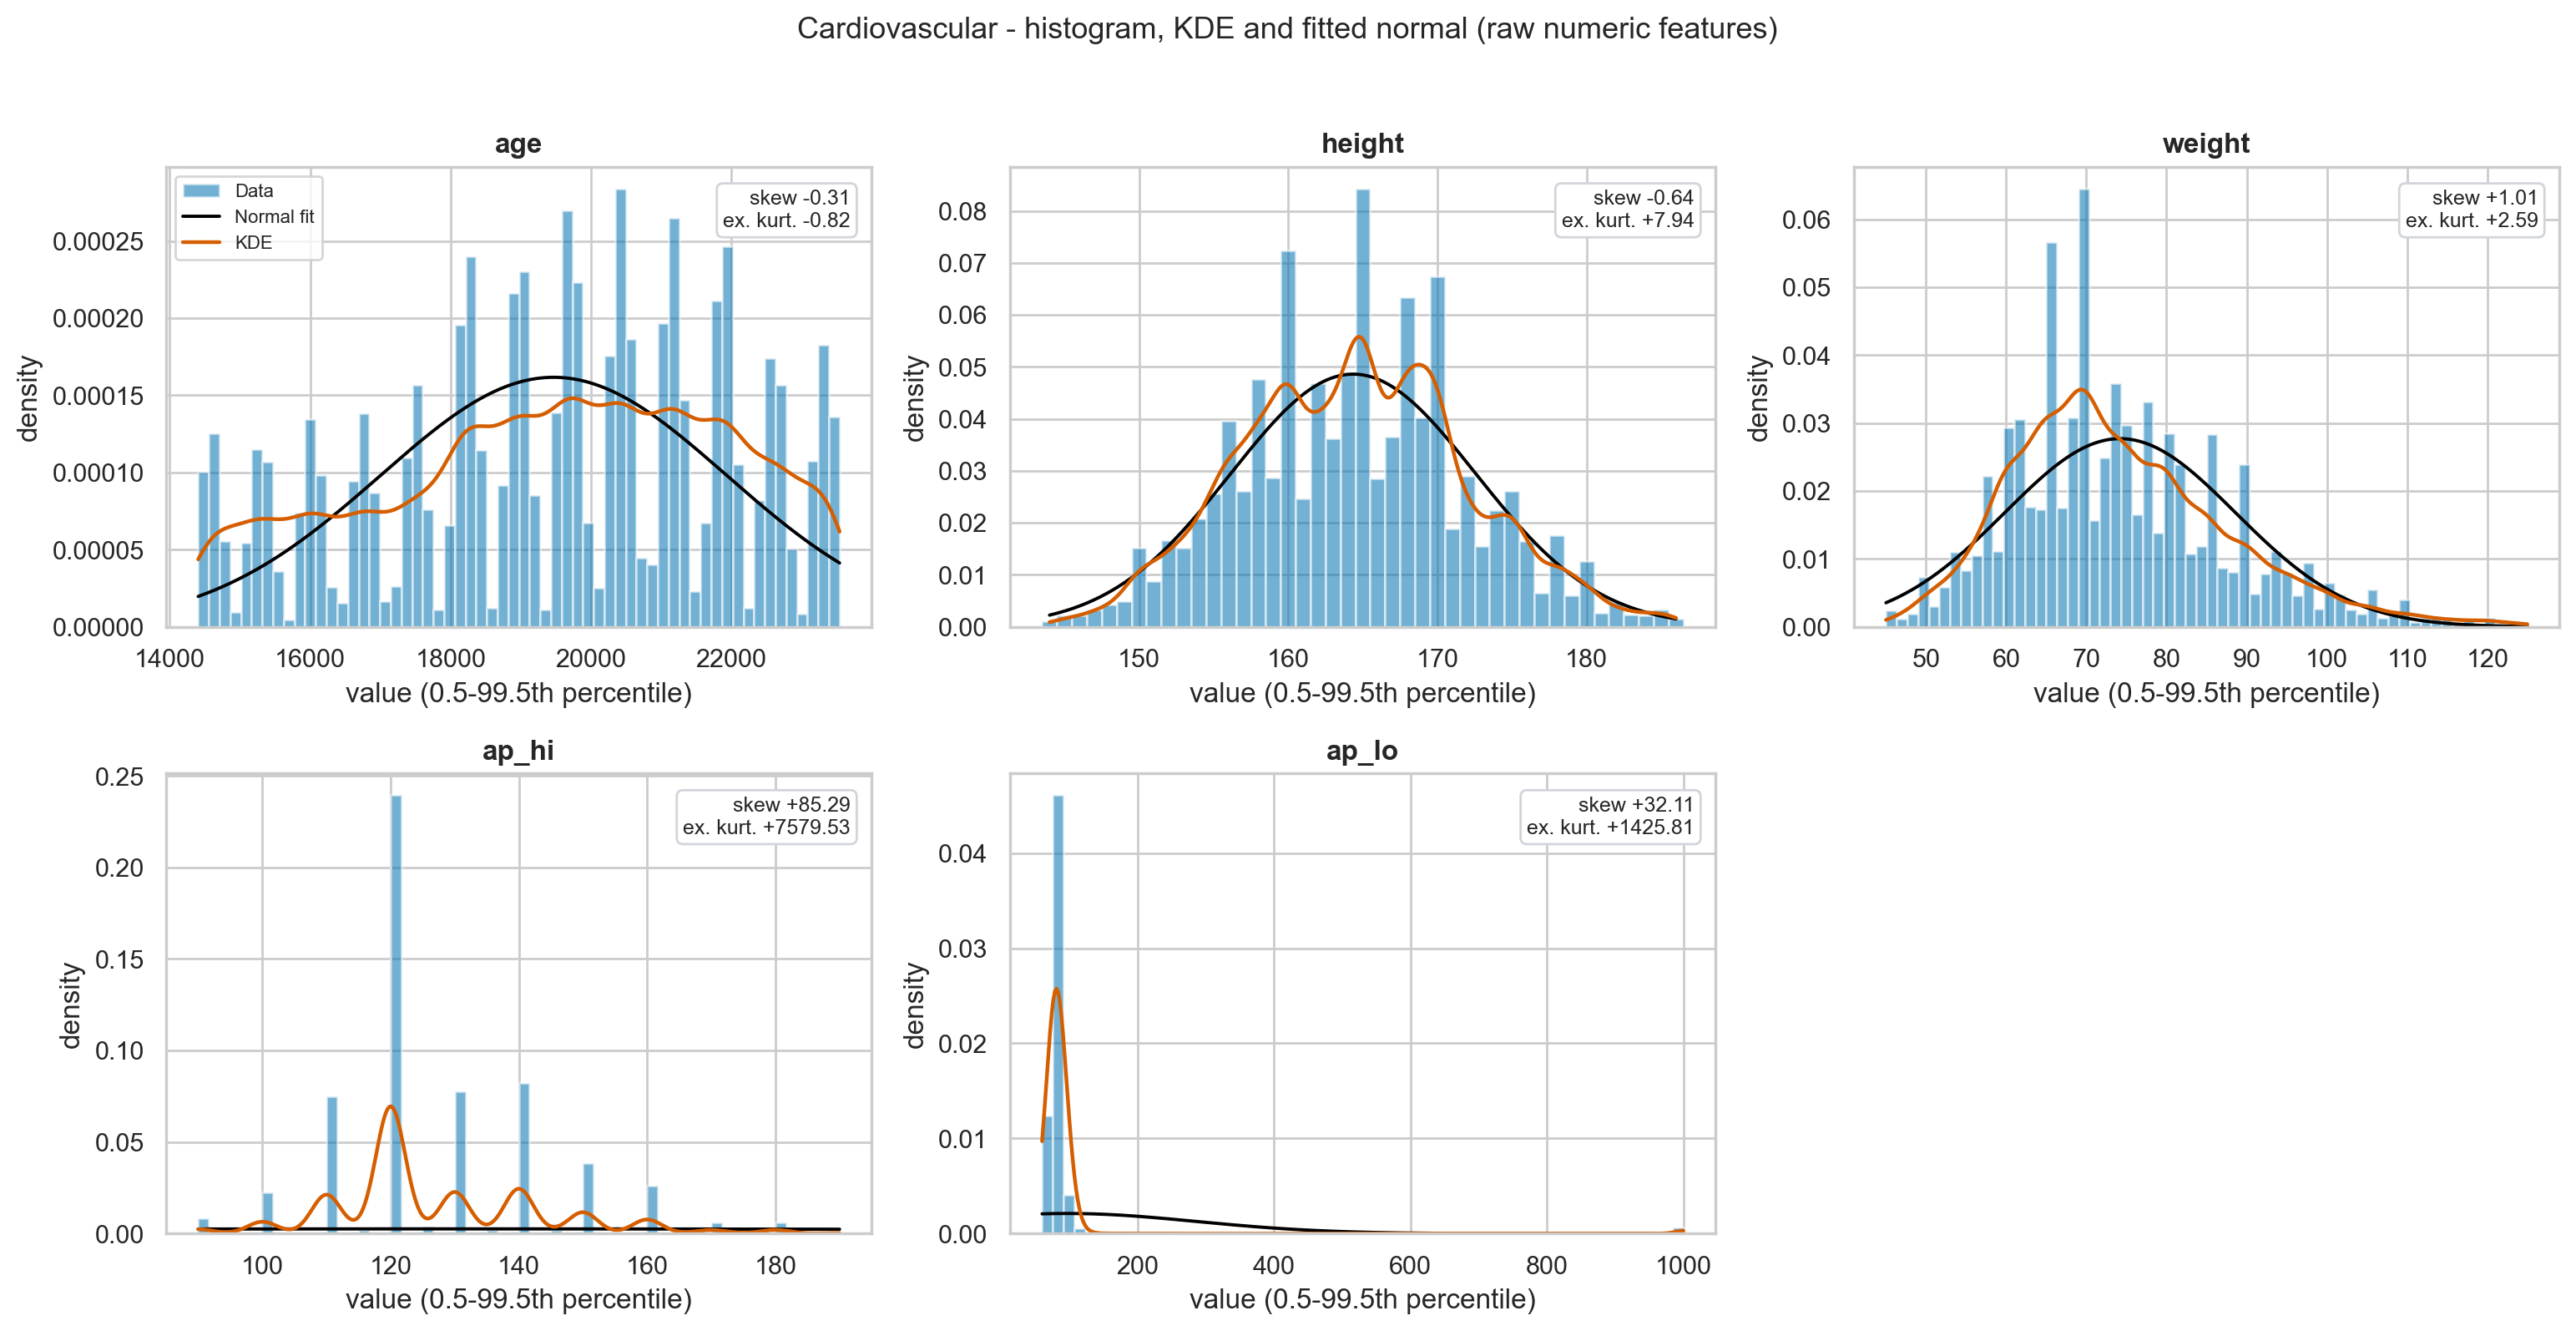 Cardiovascular - histogram, KDE and fitted normal (raw numeric features)
age
Data
Normal fit
KDE
skew -0.31
ex. kurt. -0.82
density
0.00025
0.00020
0.00015
0.00010
0.00005
0.00000
14000 16000 18000 20000 22000
value (0.5-99.5th percentile)
height
skew -0.64
ex. kurt. +7.94
density
0.08
0.07
0.06
0.05
0.04
0.03
0.02
0.01
0.00
150 160 170 180
value (0.5-99.5th percentile)
weight
skew +1.01
ex. kurt. +2.59
density
0.06
0.05
0.04
0.03
0.02
0.01
0.00
50 60 70 80 90 100 110 120
value (0.5-99.5th percentile)
ap_hi
skew +85.29
ex. kurt. +7579.53
density
0.25
0.20
0.15
0.10
0.05
0.00
100 120 140 160 180
value (0.5-99.5th percentile)
ap_lo
skew +32.11
ex. kurt. +1425.81
density
0.04
0.03
0.02
0.01
0.00
200 400 600 800 1000
value (0.5-99.5th percentile)